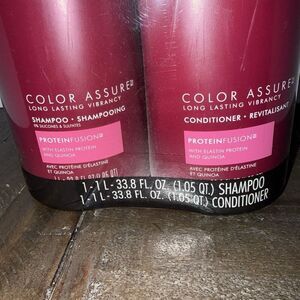 COLOR ASSURE
LONG LASTING VIBRANCY
SHAMPOO • SHAMPOOING
PROTEINFUSION
WITH ELASTIN PROTEIN
AND QUINOA
AVEC PROTÉINE D'ÉLASTINE
ET QUINOA
COLOR ASSURE
LONG LASTING VIBRANCY
CONDITIONER • REVITALISANT
PROTEINFUSION
WITH ELASTIN PROTEIN
AND QUINOA
AVEC PROTÉINE D'ÉLASTINE
ET QUINOA
1-1 L- 33.8 FL. OZ. (1.05 QT.) SHAMPOO
1-1 L- 33.8 FL. OZ. (1.05 QT.) CONDITIONER